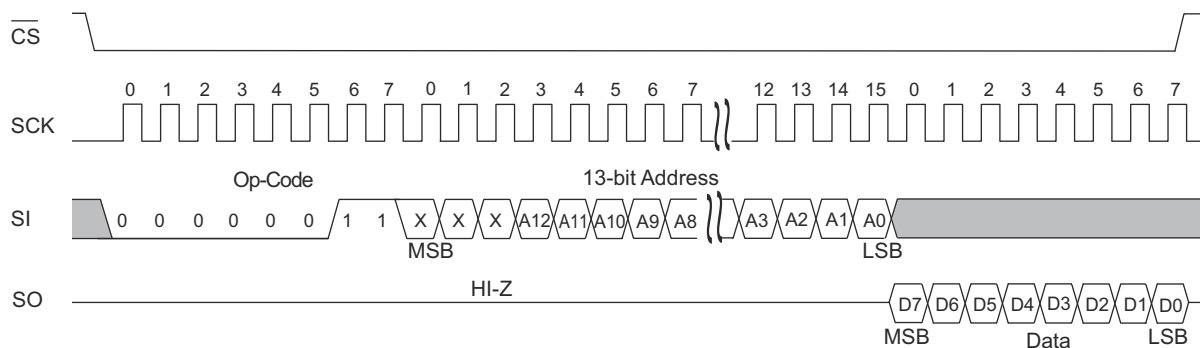 CS
0 1 2 3 4 5 6 7 0 1 2 3 4 5 6 7 12 13 14 15 0 1 2 3 4 5 6 7
SCK
Op-Code 13-bit Address
SI 0 0 0 0 0 0 1 1 X X X A12 A11 A10 A9 A8 A3 A2 A1 A0
MSB LSB
HI-Z
SO D7 D6 D5 D4 D3 D2 D1 D0
MSB Data LSB